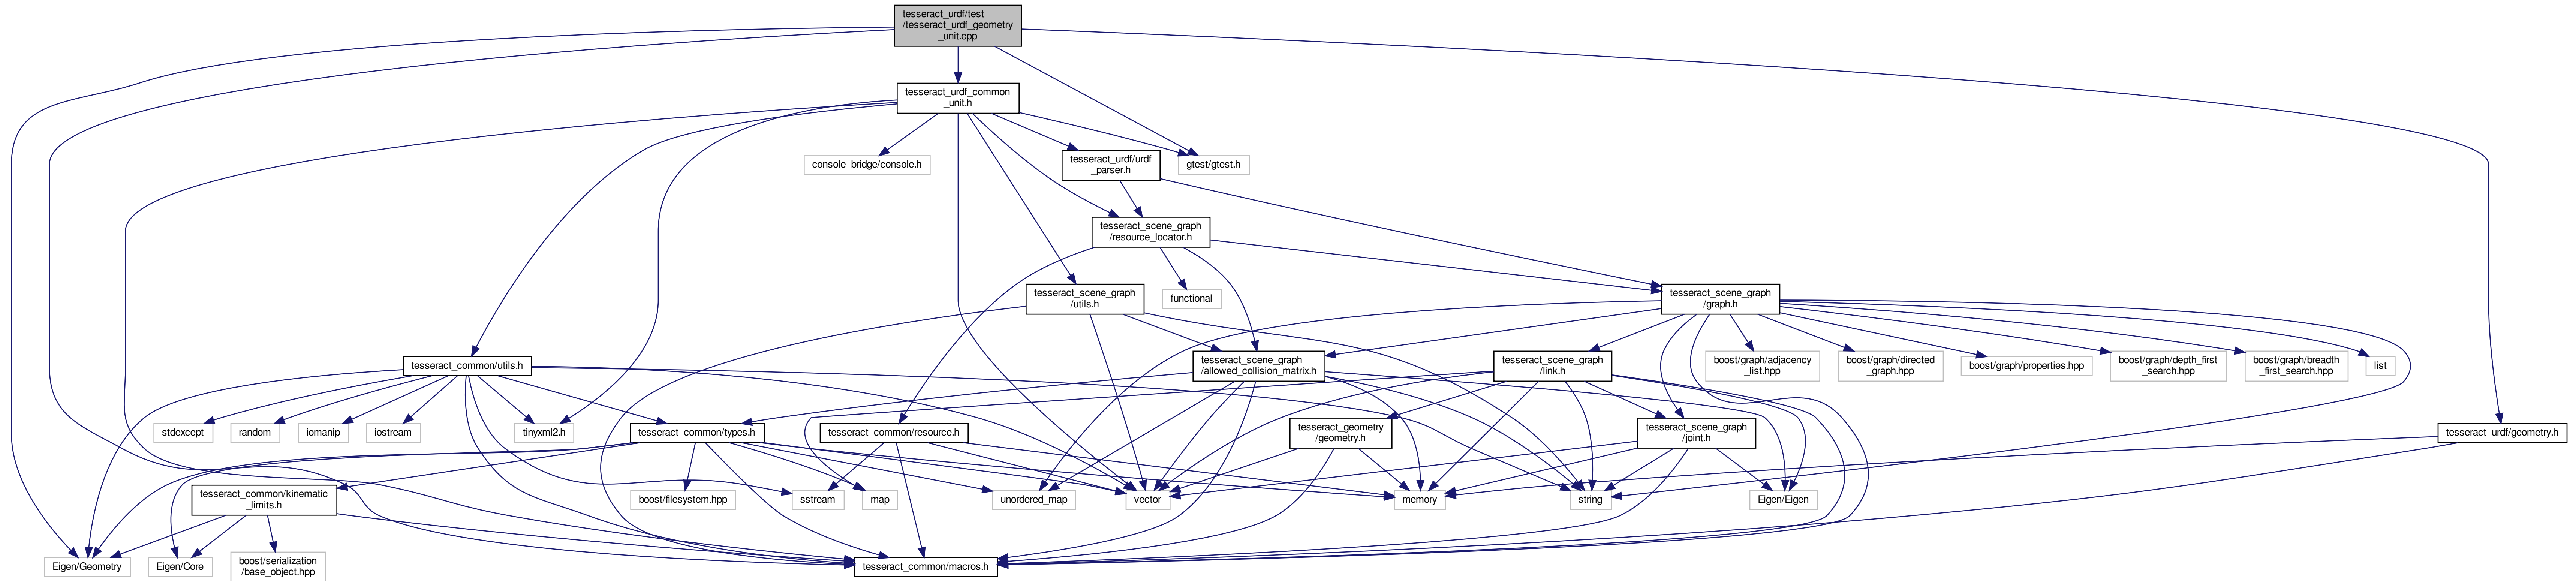 tesseract_urdf/test
/tesseract_urdf_geometry
_unit.cpp
tesseract_urdf_common
_unit.h
console_bridge/console.h
tesseract_urdf/urdf
_parser.h
gtest/gtest.h
tesseract_scene_graph
/resource_locator.h
tesseract_scene_graph
/utils.h
functional
tesseract_scene_graph
/graph.h
tesseract_common/utils.h
tesseract_scene_graph
/allowed_collision_matrix.h
tesseract_scene_graph
/link.h
boost/graph/adjacency
_list.hpp
boost/graph/directed
_graph.hpp
boost/graph/properties.hpp
boost/graph/depth_first
_search.hpp
boost/graph/breadth
_first_search.hpp
list
stdexcept
random
iomanip
iostream
tinyxml2.h
tesseract_common/types.h
tesseract_common/resource.h
tesseract_geometry
/geometry.h
tesseract_scene_graph
/joint.h
tesseract_urdf/geometry.h
tesseract_common/kinematic
_limits.h
boost/filesystem.hpp
sstream
map
unordered_map
vector
memory
string
Eigen/Eigen
Eigen/Geometry
Eigen/Core
boost/serialization
/base_object.hpp
tesseract_common/macros.h